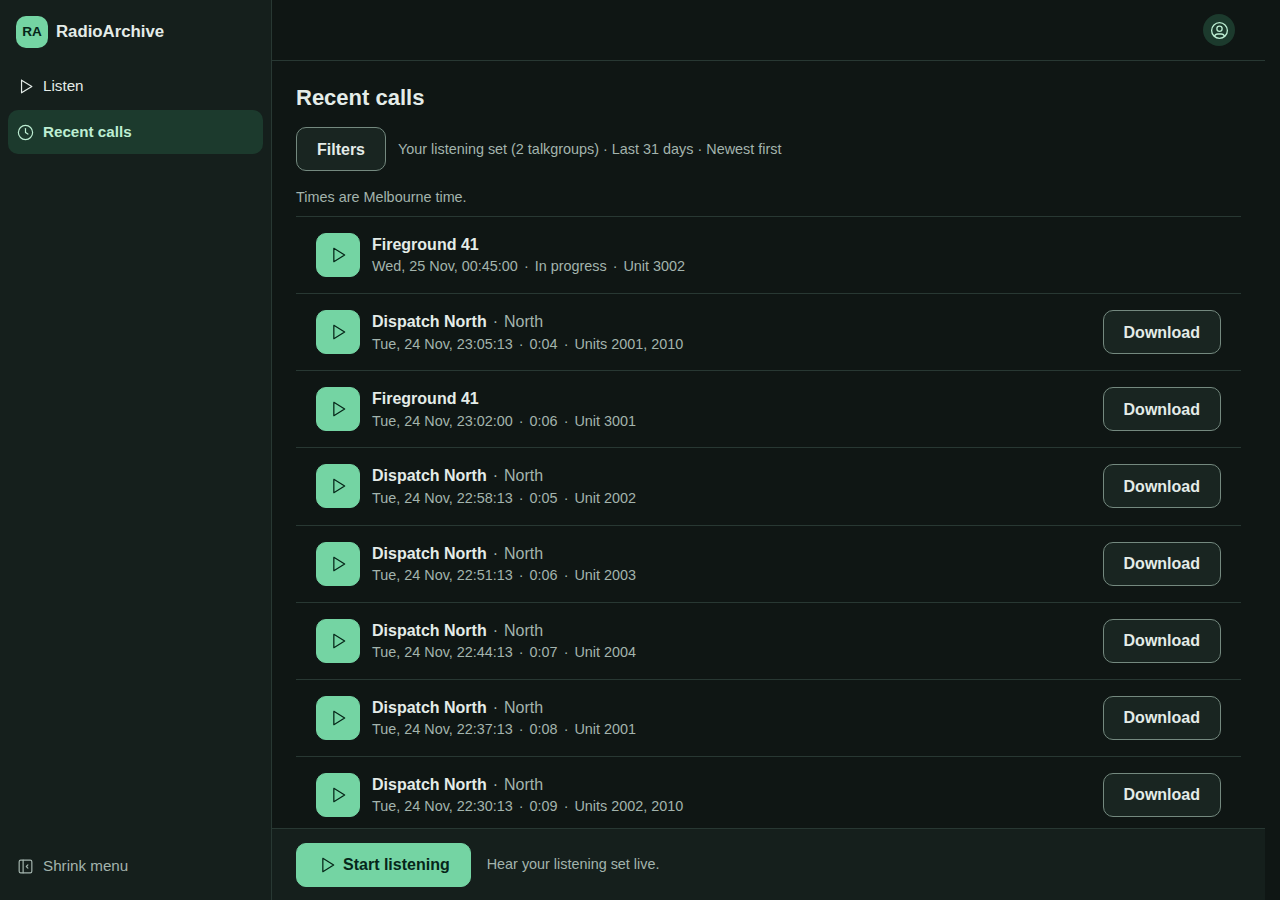 RA RadioArchive
Listen
Recent calls
Shrink menu
Recent calls
Filters Your listening set (2 talkgroups) · Last 31 days · Newest first
Times are Melbourne time.
Fireground 41
Wed, 25 Nov, 00:45:00 · In progress · Unit 3002
Dispatch North · North
Tue, 24 Nov, 23:05:13 · 0:04 · Units 2001, 2010
Download
Fireground 41
Tue, 24 Nov, 23:02:00 · 0:06 · Unit 3001
Download
Dispatch North · North
Tue, 24 Nov, 22:58:13 · 0:05 · Unit 2002
Download
Dispatch North · North
Tue, 24 Nov, 22:51:13 · 0:06 · Unit 2003
Download
Dispatch North · North
Tue, 24 Nov, 22:44:13 · 0:07 · Unit 2004
Download
Dispatch North · North
Tue, 24 Nov, 22:37:13 · 0:08 · Unit 2001
Download
Dispatch North · North
Tue, 24 Nov, 22:30:13 · 0:09 · Units 2002, 2010
Download
Start listening Hear your listening set live.